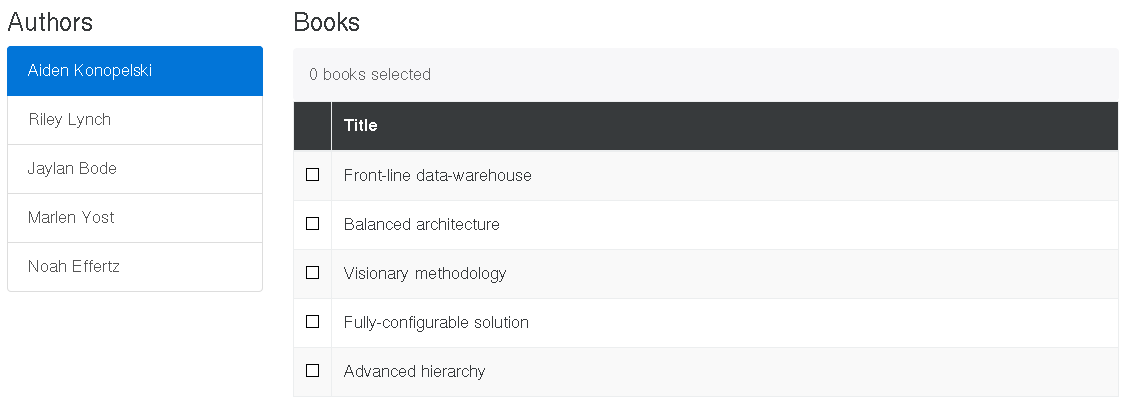 Authors
Aiden Konopelski
Riley Lynch
Jaylan Bode
Marlen Yost
Noah Effertz
Books
0 books selected
Title
Front-line data-warehouse
Balanced architecture
Visionary methodology
Fully-configurable solution
Advanced hierarchy